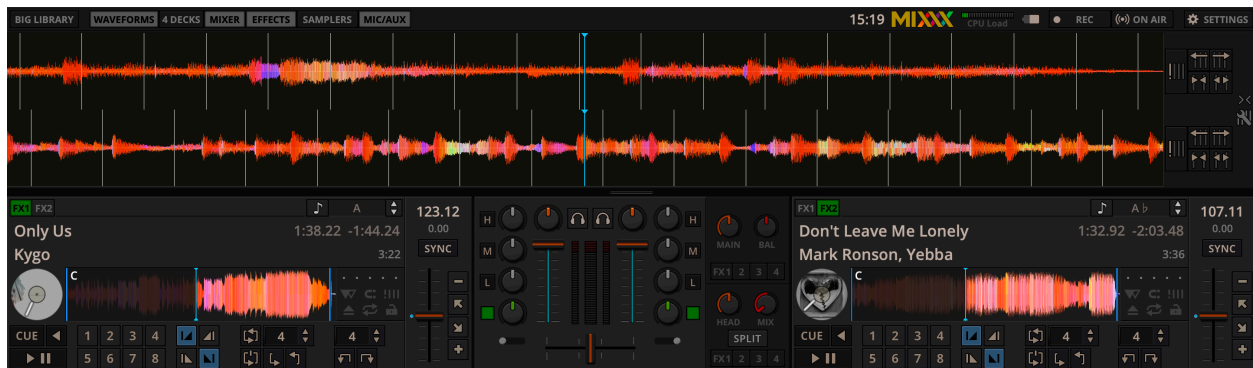 BIG LIBRARY WAVEFORMS 4 DECKS MIXER EFFECTS SAMPLERS MIC/AUX 15:19 MIXXX CPU Load REC ON AIR SETTINGS
FX1 FX2 A 123.12
Only Us 1:38.22 -1:44.24 0.00
Kygo 3:22 SYNC
C
CUE 1 2 3 4 4 4
5 6 7 8
H H
M M
L L
MAIN BAL
FX1 2 3 4
HEAD MIX
SPLIT
FX1 2 3 4
FX1 FX2 A♭ 107.11
Don't Leave Me Lonely 1:32.92 -2:03.48 0.00
Mark Ronson, Yebba 3:36 SYNC
C
CUE 1 2 3 4 4 4
5 6 7 8